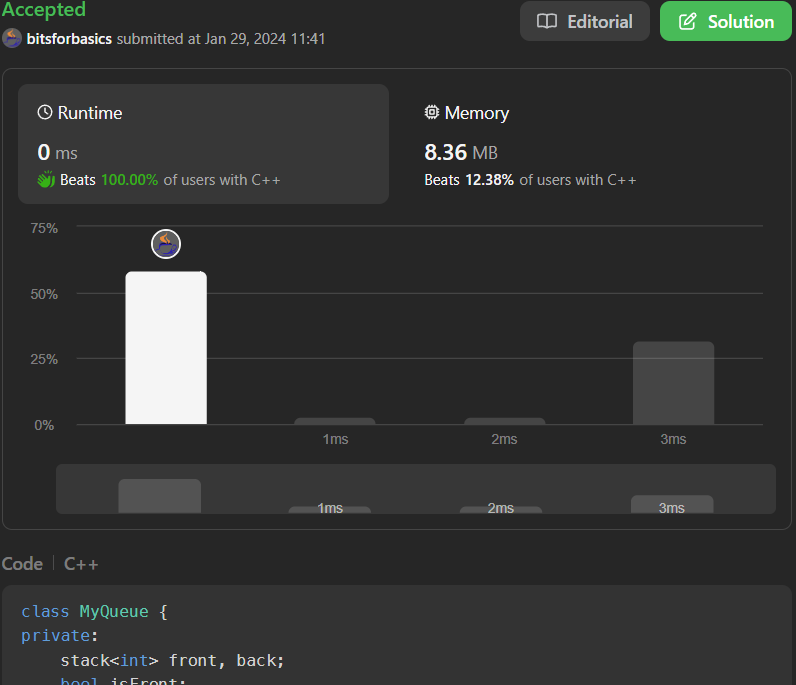 Accepted
Editorial
Solution
bitsforbasics submitted at Jan 29, 2024 11:41
Runtime
Memory
0 ms
8.36 MB
Beats 100.00% of users with C++
Beats 12.38% of users with C++
75%
50%
25%
0%
1ms 2ms 3ms
1ms 2ms 3ms
Code | C++
class MyQueue {
private:
    stack<int> front, back;
    bool isFront;